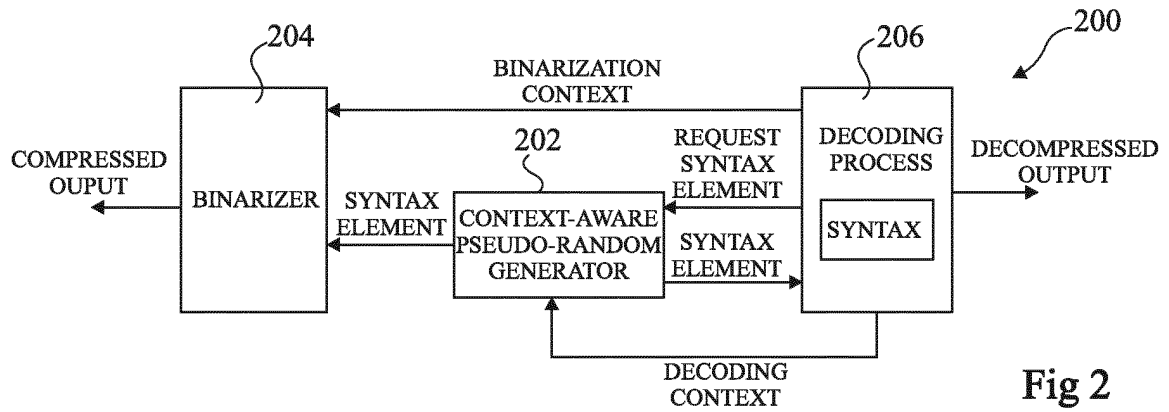 204
206
200
BINARIZATION
CONTEXT
COMPRESSED
OUPUT
BINARIZER
SYNTAX
ELEMENT
202
CONTEXT-AWARE
PSEUDO-RANDOM
GENERATOR
REQUEST
SYNTAX
ELEMENT
SYNTAX
ELEMENT
DECODING
PROCESS
SYNTAX
DECOMPRESSED
OUTPUT
DECODING
CONTEXT
Fig 2